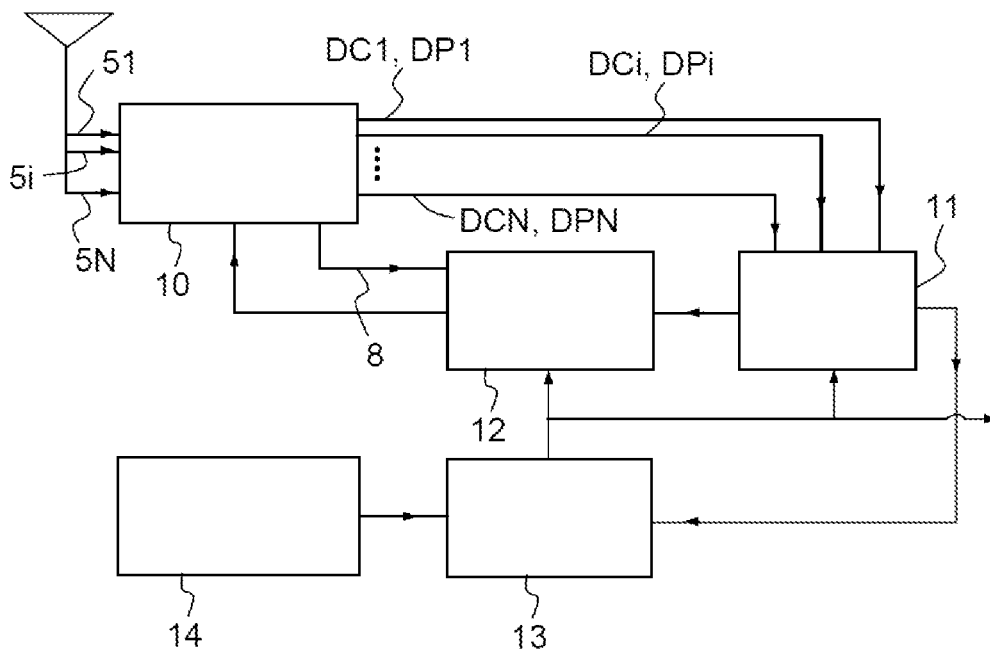 DC1, DP1
DCi, DPi
51
5i
5N
10
DCN, DPN
11
8
12
14
13